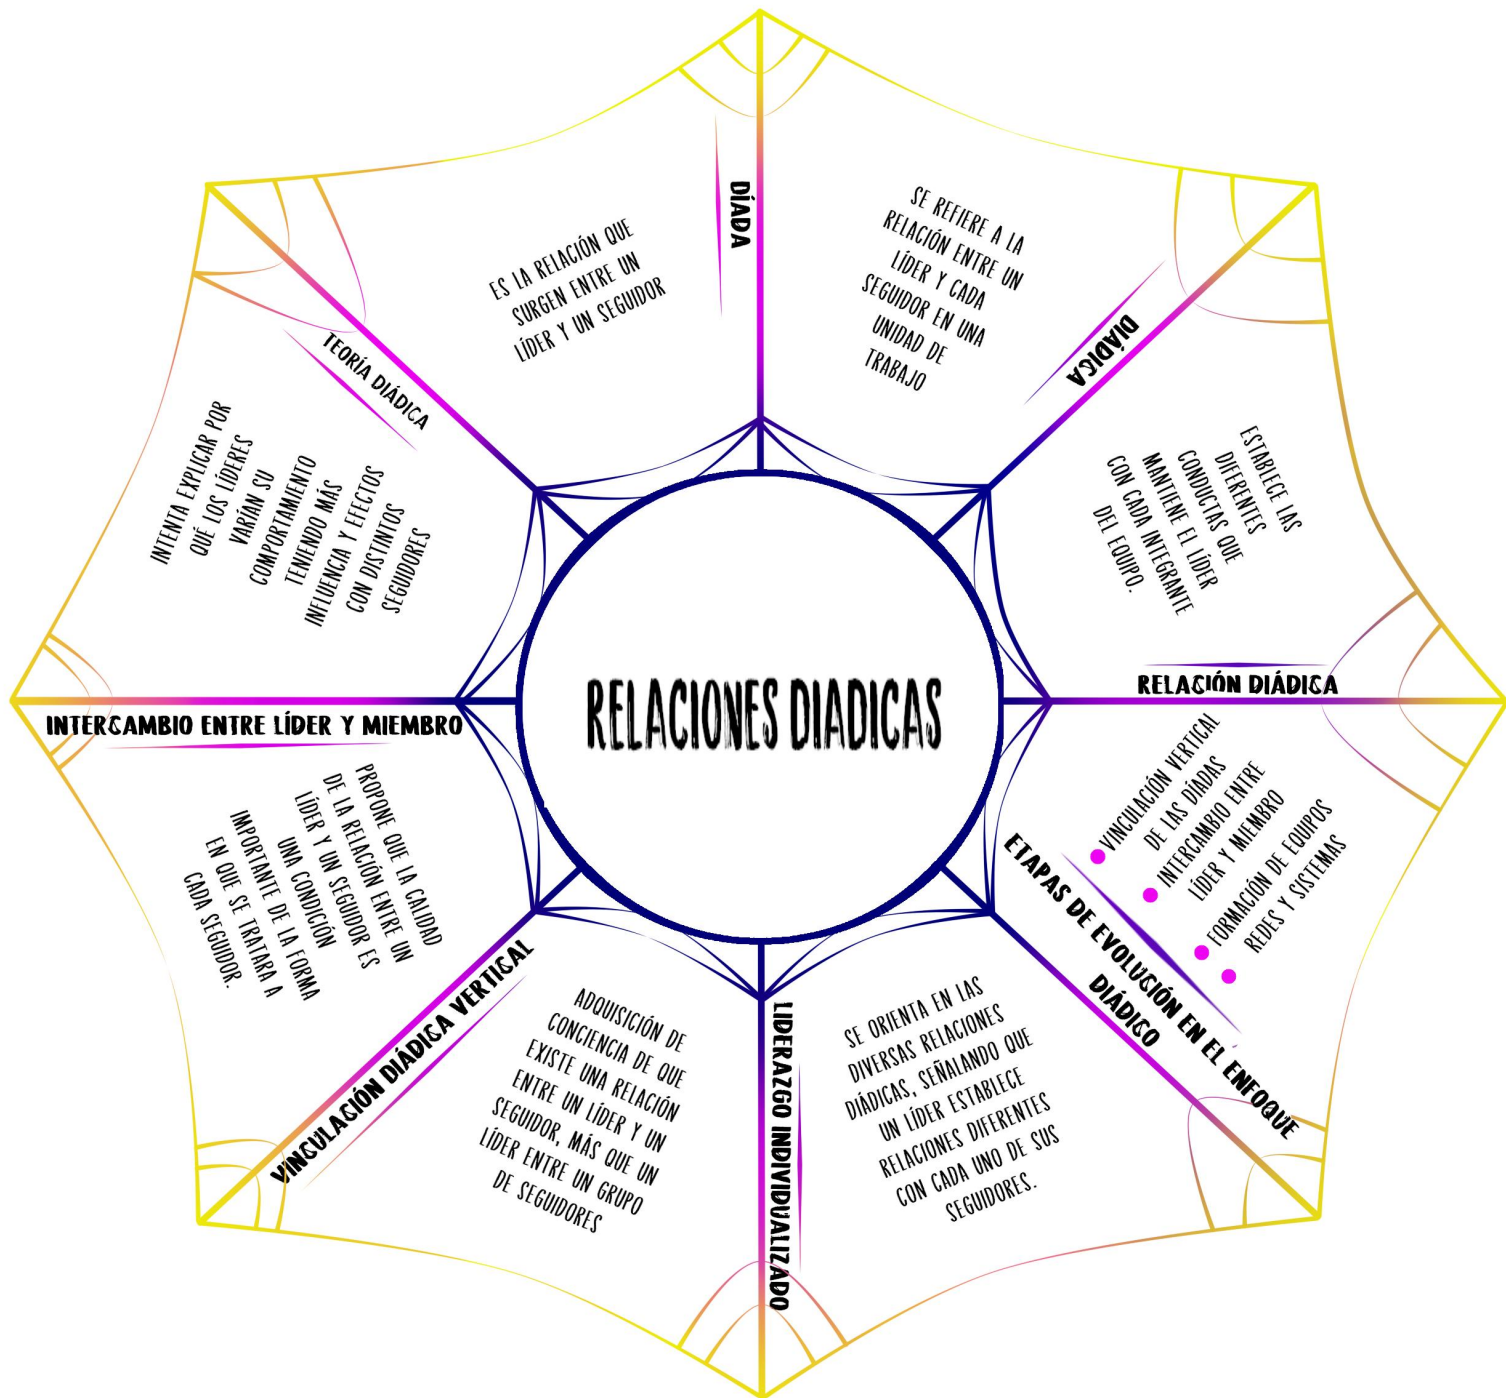 RELACIONES DIADICAS
DÍADA
ES LA RELACIÓN QUE
SURGEN ENTRE UN
LÍDER Y UN SEGUIDOR
DIÁDICA
SE REFIERE A LA
RELACIÓN ENTRE UN
LÍDER Y CADA
SEGUIDOR EN UNA
UNIDAD DE
TRABAJO
RELACIÓN DIÁDICA
ESTABLECE LAS
DIFERENTES
CONDUCTAS QUE
MANTIENE EL LÍDER
CON CADA INTEGRANTE
DEL EQUIPO.
ETAPAS DE EVOLUCIÓN EN EL ENFOQUE
DIÁDICO
VINCULACIÓN VERTICAL
DE LAS DÍADAS
INTERCAMBIO ENTRE
LÍDER Y MIEMBRO
FORMACIÓN DE EQUIPOS
REDES Y SISTEMAS
LIDERAZGO INDIVIDUALIZADO
SE ORIENTA EN LAS
DIVERSAS RELACIONES
DIÁDICAS, SEÑALANDO QUE
UN LÍDER ESTABLECE
RELACIONES DIFERENTES
CON CADA UNO DE SUS
SEGUIDORES.
VINCULACIÓN DIÁDICA VERTICAL
ADQUISICIÓN DE
CONCIENCIA DE QUE
EXISTE UNA RELACIÓN
ENTRE UN LÍDER Y UN
SEGUIDOR, MÁS QUE UN
LÍDER ENTRE UN GRUPO
DE SEGUIDORES
INTERCAMBIO ENTRE LÍDER Y MIEMBRO
PROPONE QUE LA CALIDAD
DE LA RELACIÓN ENTRE UN
LÍDER Y UN SEGUIDOR ES
UNA CONDICIÓN
IMPORTANTE DE LA FORMA
EN QUE SE TRATARA A
CADA SEGUIDOR.
TEORÍA DIÁDICA
INTENTA EXPLICAR POR
QUÉ LOS LÍDERES
VARÍAN SU
COMPORTAMIENTO
TENIENDO MÁS
INFLUENCIA Y EFECTOS
CON DISTINTOS
SEGUIDORES